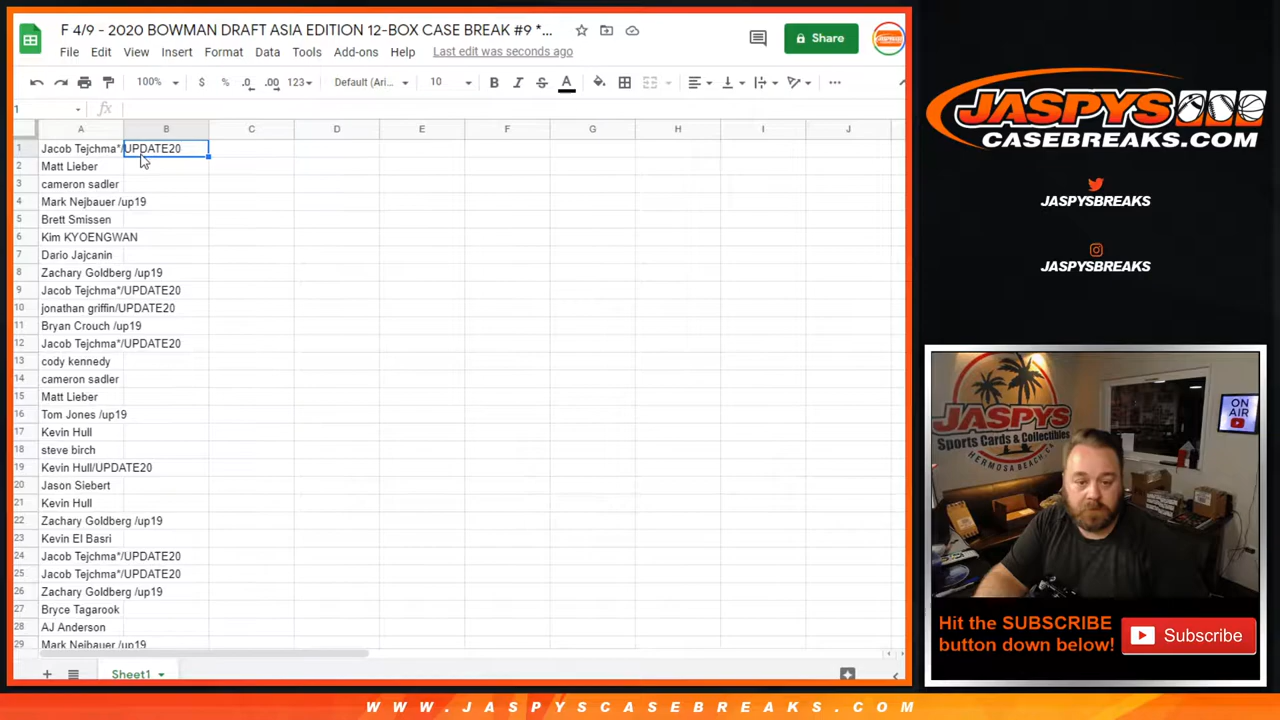 F 4/9 - 2020 BOWMAN DRAFT ASIA EDITION 12-BOX CASE BREAK #9 *...
File Edit View Insert Format Data Tools Add-ons Help Last edit was seconds ago
Share
100% $ % .0 .00 123 Default (Ari... 10 B I S A
1 fx
A B C D E F G H I J
1 Jacob Tejchma*/UPDATE20
2 Matt Lieber
3 cameron sadler
4 Mark Nejbauer /up19
5 Brett Smissen
6 Kim KYOENGWAN
7 Dario Jajcanin
8 Zachary Goldberg /up19
9 Jacob Tejchma*/UPDATE20
10 jonathan griffin/UPDATE20
11 Bryan Crouch /up19
12 Jacob Tejchma*/UPDATE20
13 cody kennedy
14 cameron sadler
15 Matt Lieber
16 Tom Jones /up19
17 Kevin Hull
18 steve birch
19 Kevin Hull/UPDATE20
20 Jason Siebert
21 Kevin Hull
22 Zachary Goldberg /up19
23 Kevin El Basri
24 Jacob Tejchma*/UPDATE20
25 Jacob Tejchma*/UPDATE20
26 Zachary Goldberg /up19
27 Bryce Tagarook
28 AJ Anderson
29 Mark Nejbauer /up19
Sheet1
JASPYS
CASEBREAKS.COM
JASPYSBREAKS
JASPYSBREAKS
JASPYS
Sports Cards & Collectibles
HERMOSA BEACH, CA
ON
AIR
Hit the SUBSCRIBE
button down below!
Subscribe
WWW.JASPYSCASEBREAKS.COM